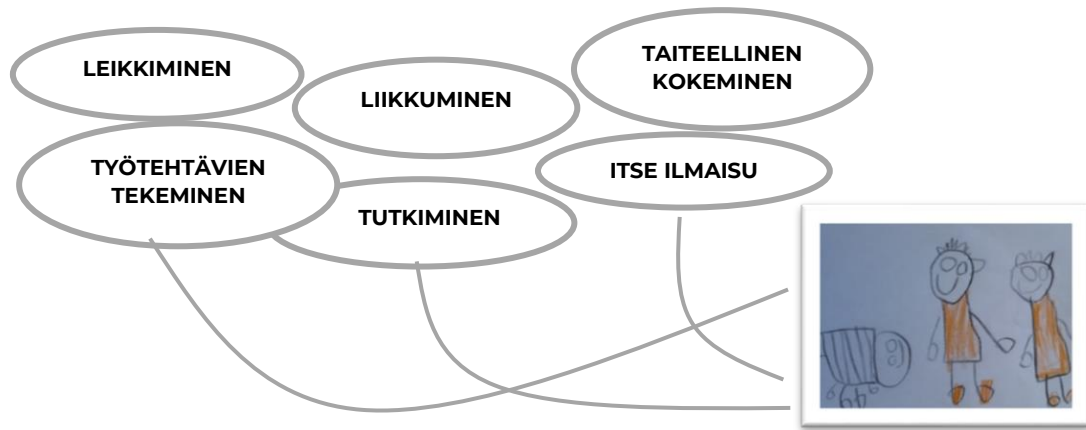 LEIKKIMINEN
LIIKKUMINEN
TAITEELLINEN
KOKEMINEN
TYÖTEHTÄVIEN
TEKEMINEN
TUTKIMINEN
ITSE ILMAISU